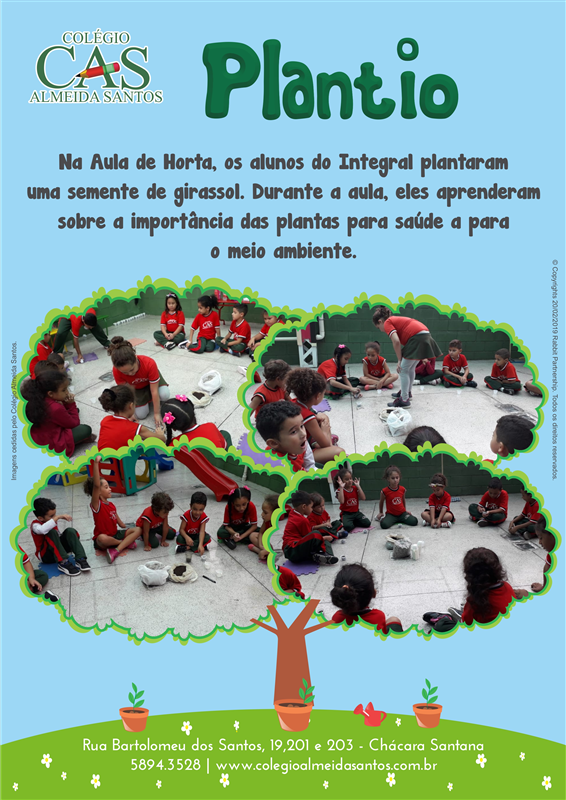 COLÉGIO
CAS
ALMEIDA SANTOS
Plantio
Na Aula de Horta, os alunos do Integral plantaram
uma semente de girassol. Durante a aula, eles aprenderam
sobre a importância das plantas para saúde a para
o meio ambiente.
Imagens cedidas pelo Colégio Almeida Santos.
© Copyrights 20/02/2019 Rabbit Partnership. Todos os direitos reservados.
Rua Bartolomeu dos Santos, 19,201 e 203 - Chácara Santana
5894.3528 | www.colegioalmeidasantos.com.br